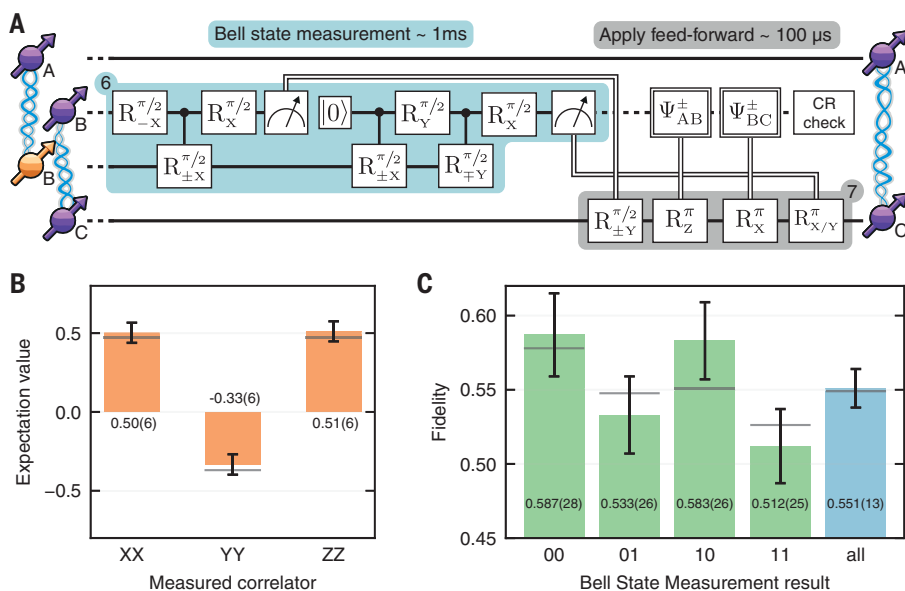 A
Bell state measurement ~ 1ms
Apply feed-forward ~ 100 µs
A
B
B
C
6
R^{π/2}_{-X}
R^{π/2}_{X}
|0⟩
R^{π/2}_{Y}
R^{π/2}_{X}
Ψ^{±}_{AB}
Ψ^{±}_{BC}
CR
check
R^{π/2}_{±X}
R^{π/2}_{±X}
R^{π/2}_{∓Y}
7
R^{π/2}_{±Y}
R^{π}_{Z}
R^{π}_{X}
R^{π}_{X/Y}
A
C
B
Expectation value
0.5
0.0
−0.5
0.50(6)
-0.33(6)
0.51(6)
XX YY ZZ
Measured correlator
C
Fidelity
0.60
0.55
0.50
0.45
0.587(28) 0.533(26) 0.583(26) 0.512(25) 0.551(13)
00 01 10 11 all
Bell State Measurement result